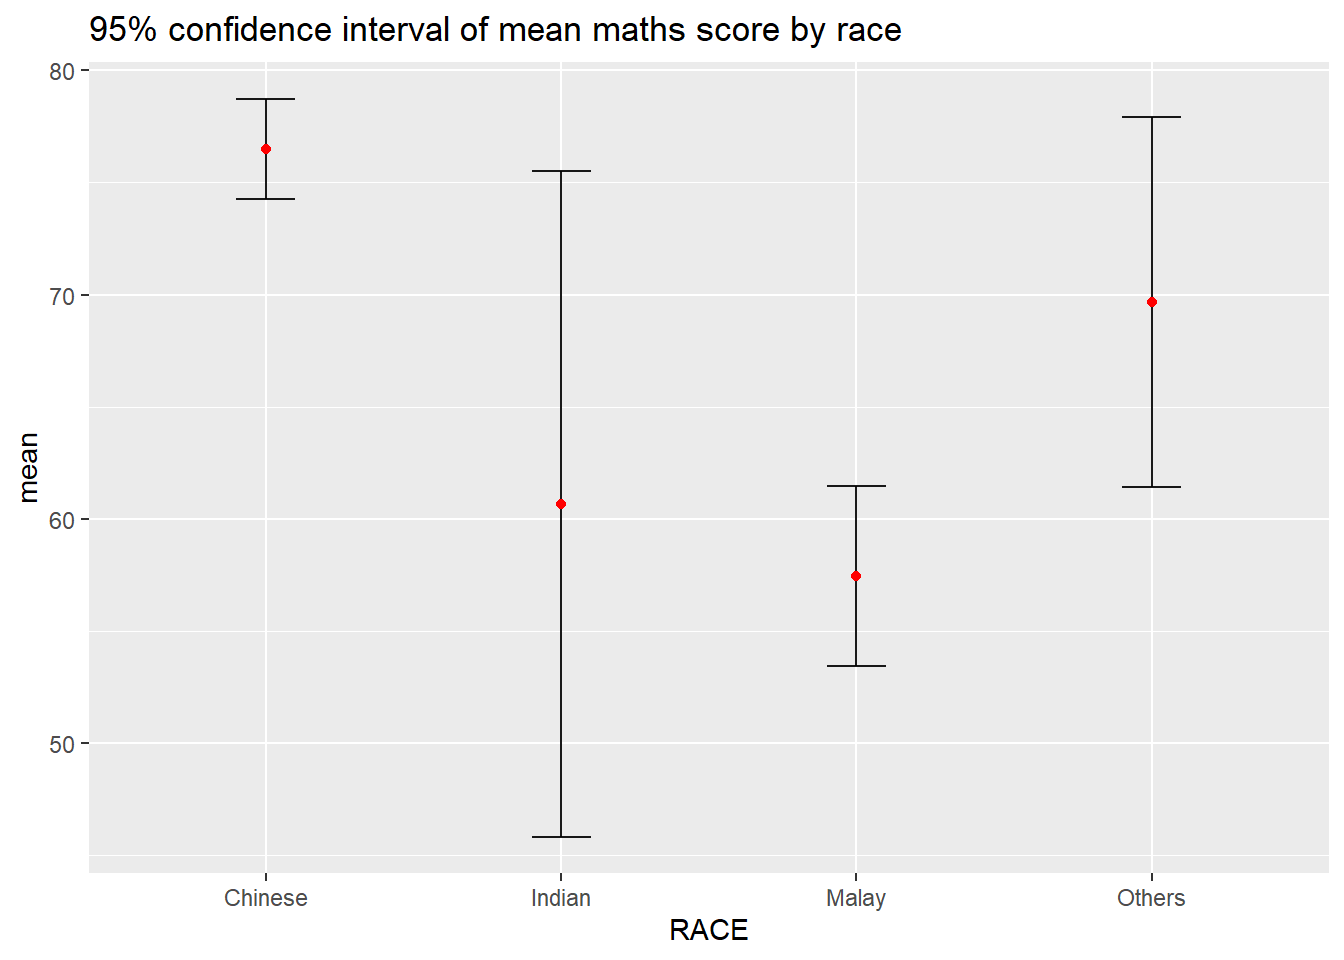 95% confidence interval of mean maths score by race
80
70
60
50
mean
Chinese Indian Malay Others
RACE